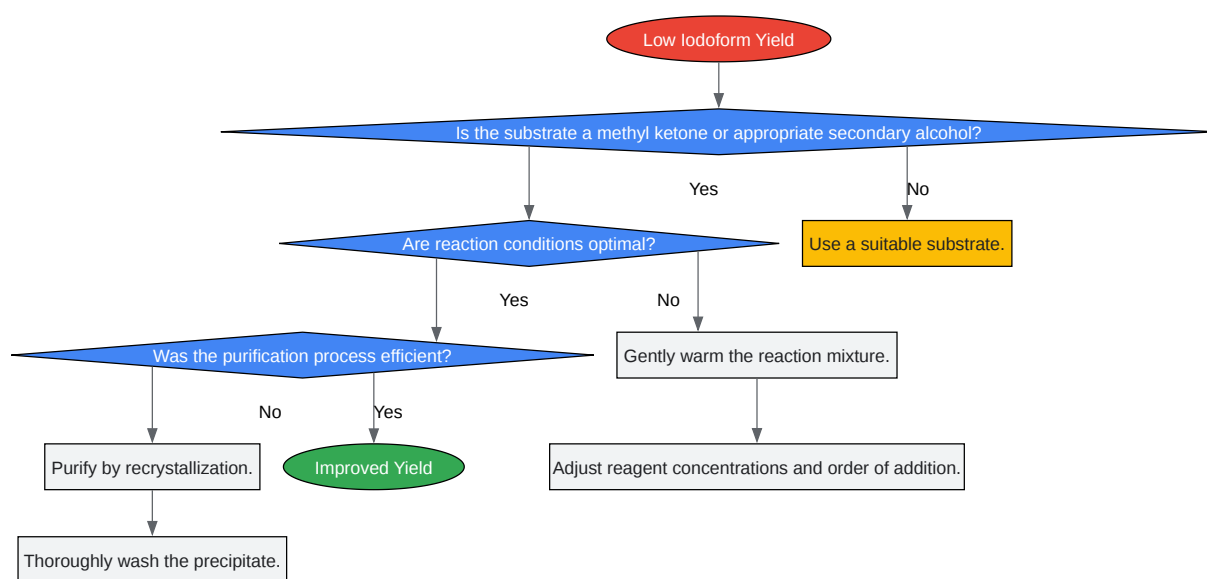 Low Iodoform Yield
Is the substrate a methyl ketone or appropriate secondary alcohol?
Yes
No
Are reaction conditions optimal?
Use a suitable substrate.
Yes
No
Was the purification process efficient?
Gently warm the reaction mixture.
No
Yes
Purify by recrystallization.
Improved Yield
Adjust reagent concentrations and order of addition.
Thoroughly wash the precipitate.